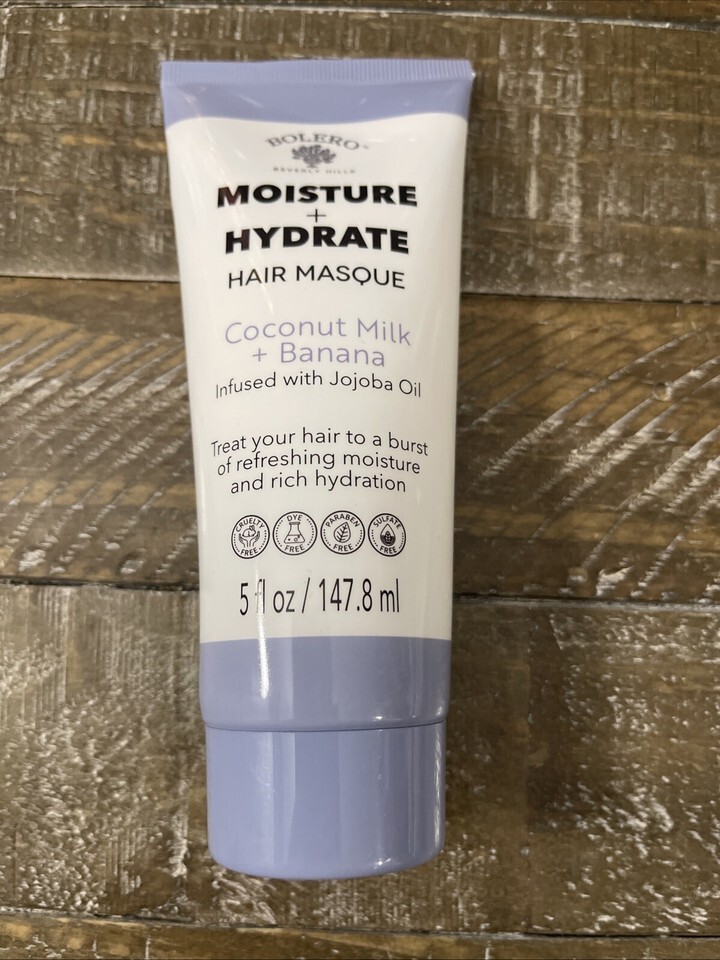 BOLERO
BEVERLY HILLS
MOISTURE
+
HYDRATE
HAIR MASQUE
Coconut Milk
+ Banana
Infused with Jojoba Oil
Treat your hair to a burst
of refreshing moisture
and rich hydration
CRUELTY FREE
DYE FREE
PARABEN FREE
SULFATE FREE
5 fl oz / 147.8 ml